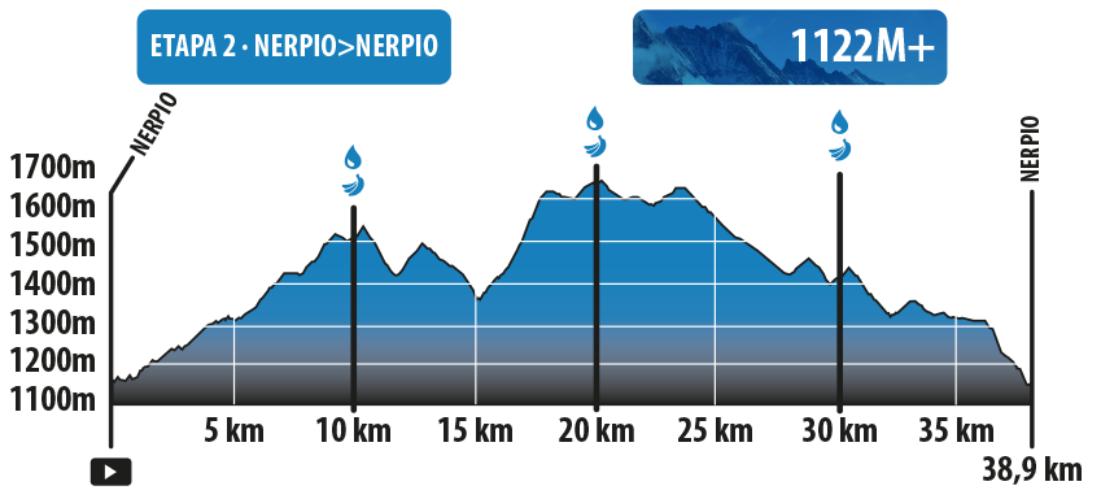 ETAPA 2 · NERPIO>NERPIO
1122M+
NERPIO
NERPIO
1700m
1600m
1500m
1400m
1300m
1200m
1100m
5 km
10 km
15 km
20 km
25 km
30 km
35 km
38,9 km